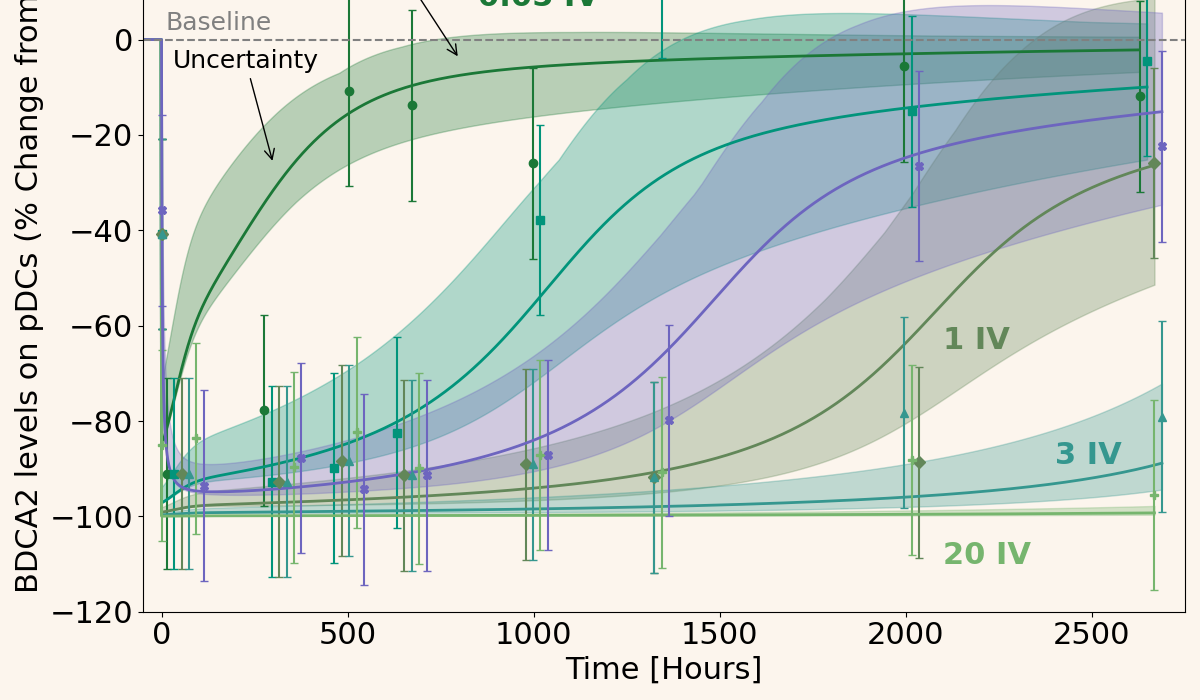 0.05 IV
Baseline
Uncertainty
BDCA2 levels on pDCs (% Change from
0
−20
−40
−60
−80
−100
−120
1 IV
3 IV
20 IV
0
500
1000
1500
2000
2500
Time [Hours]